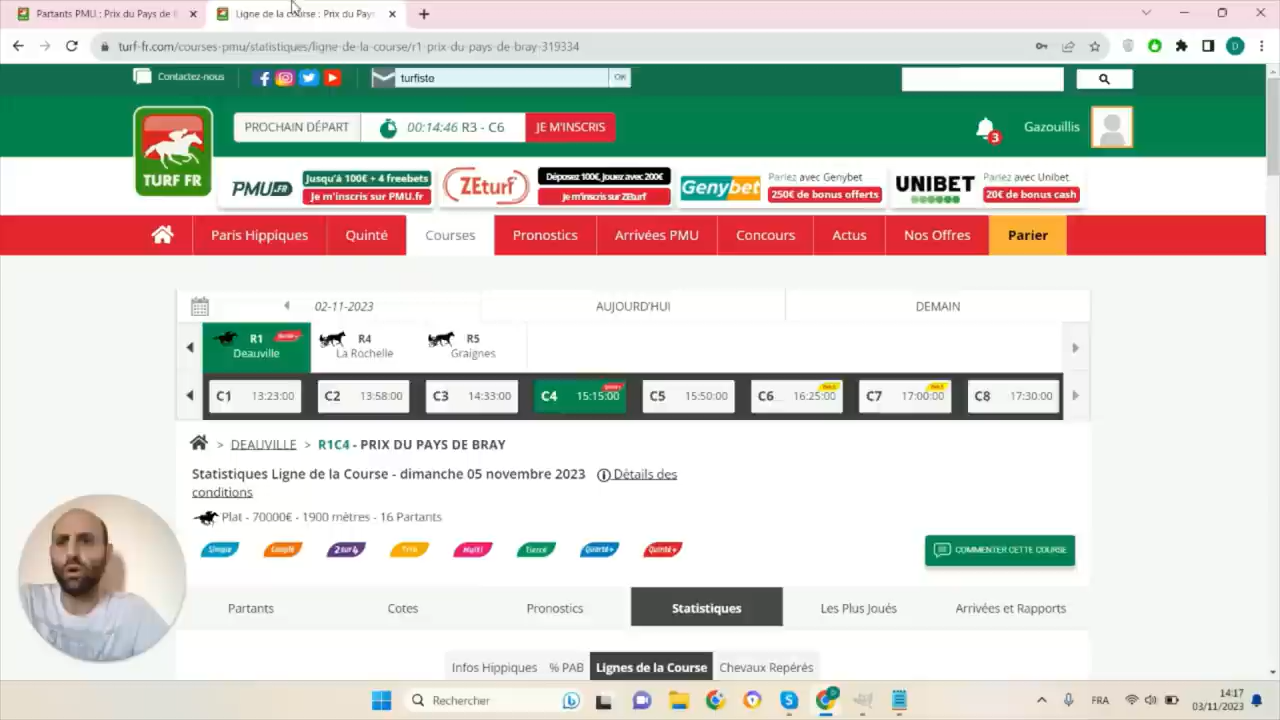 Partants PMU : Prix du Pays de
Ligne de la course : Prix du Pays
turf-fr.com/courses-pmu/statistiques/ligne-de-la-course/r1-prix-du-pays-de-bray-319334
D
Contactez-nous
turfiste
OK
PROCHAIN DÉPART
00:14:46 R3 - C6
JE M'INSCRIS
3
Gazouillis
TURF FR
PMU.FR
Jusqu'à 100€ + 4 freebets
Je m'inscris sur PMU.fr
ZEturf
Déposez 100€, Jouez avec 200€
Je m'inscris sur ZEturf
Genybet
Pariez avec Genybet
250€ de bonus offerts
UNIBET
Pariez avec Unibet
20€ de bonus cash
Paris Hippiques
Quinté
Courses
Pronostics
Arrivées PMU
Concours
Actus
Nos Offres
Parier
02-11-2023
AUJOURD'HUI
DEMAIN
R1
Deauville
R4
La Rochelle
R5
Graignes
C1 13:23:00
C2 13:58:00
C3 14:33:00
C4 15:15:00
C5 15:50:00
C6 16:25:00
C7 17:00:00
C8 17:30:00
> DEAUVILLE > R1C4 - PRIX DU PAYS DE BRAY
Statistiques Ligne de la Course - dimanche 05 novembre 2023
Détails des
conditions
Plat - 70000€ - 1900 mètres - 16 Partants
Simple
Couplé
2sur4
Trio
Multi
Tiercé
Quarté+
Quinté+
COMMENTER CETTE COURSE
Partants
Cotes
Pronostics
Statistiques
Les Plus Joués
Arrivées et Rapports
Infos Hippiques
% PAB
Lignes de la Course
Chevaux Repérés
Rechercher
FRA
14:17
03/11/2023